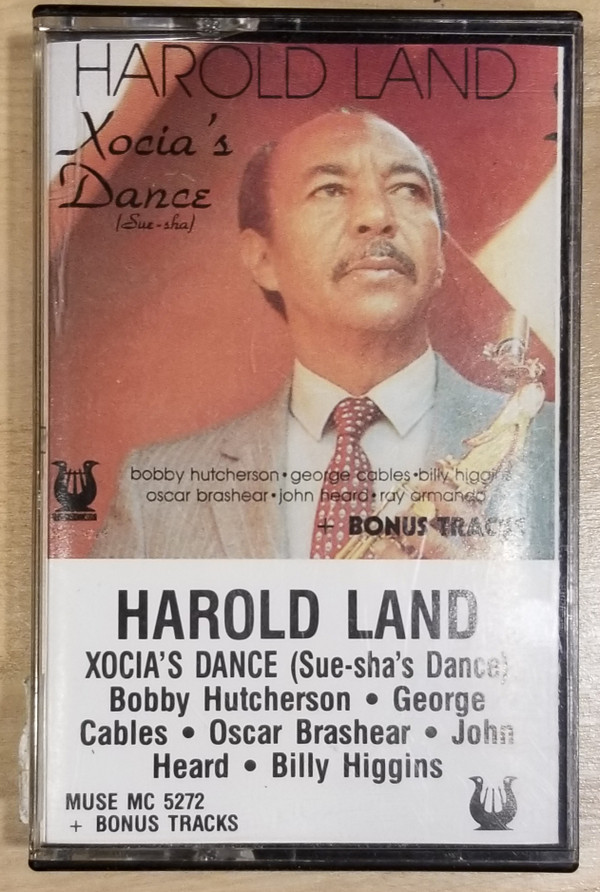 HAROLD LAND
Xocia's
Dance
(Sue-sha)
bobby hutcherson•george cables•billy higgins
oscar brashear•john heard•ray armando
+ BONUS TRACKS
HAROLD LAND
XOCIA'S DANCE (Sue-sha's Dance)
Bobby Hutcherson • George
Cables • Oscar Brashear • John
Heard • Billy Higgins
MUSE MC 5272
+ BONUS TRACKS